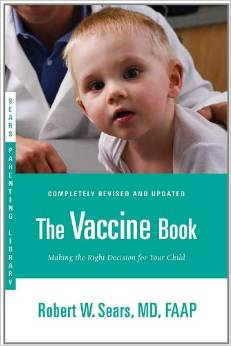 COMPLETELY REVISED AND UPDATED
The Vaccine Book
Making the Right Decision for Your Child
Robert W. Sears, MD, FAAP
SEARS PARENTING LIBRARY